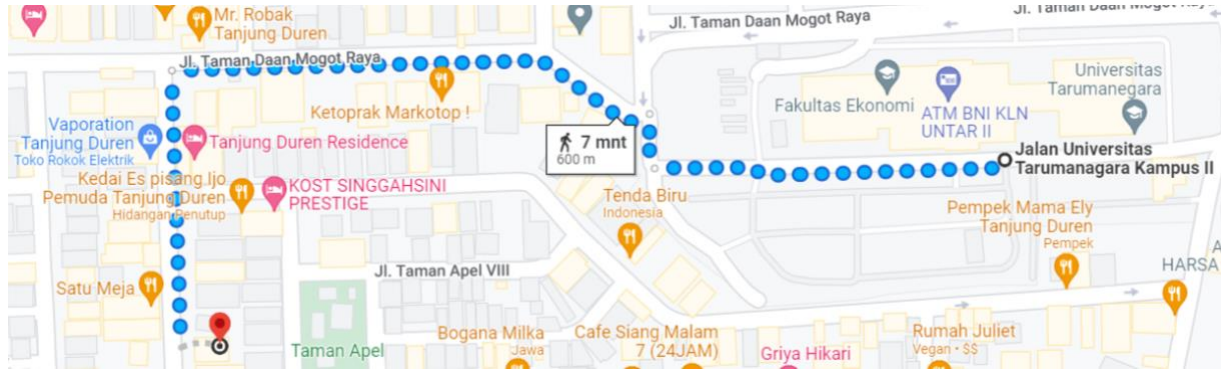 Mr. Robak
Tanjung Duren
Jl. Taman Daan Mogot Raya
Jl. Taman Daan Mogot Raya
Jl. Taman Daan Mogot Raya
Ketoprak Markotop !
Fakultas Ekonomi
ATM BNI KLN
UNTAR II
Universitas
Tarumanegara
Vaporation
Tanjung Duren
Toko Rokok Elektrik
Tanjung Duren Residence
7 mnt
600 m
Jalan Universitas
Tarumanagara Kampus II
Kedai Es pisang Ijo
Pemuda Tanjung Duren
Hidangan Penutup
KOST SINGGAHSINI
PRESTIGE
Tenda Biru
Indonesia
Pempek Mama Ely
Tanjung Duren
Pempek
A
HARSA
Jl. Taman Apel VIII
Satu Meja
Taman Apel
Bogana Milka
Jawa
Cafe Siang Malam
7 (24JAM)
Griya Hikari
Rumah Juliet
Vegan • $$